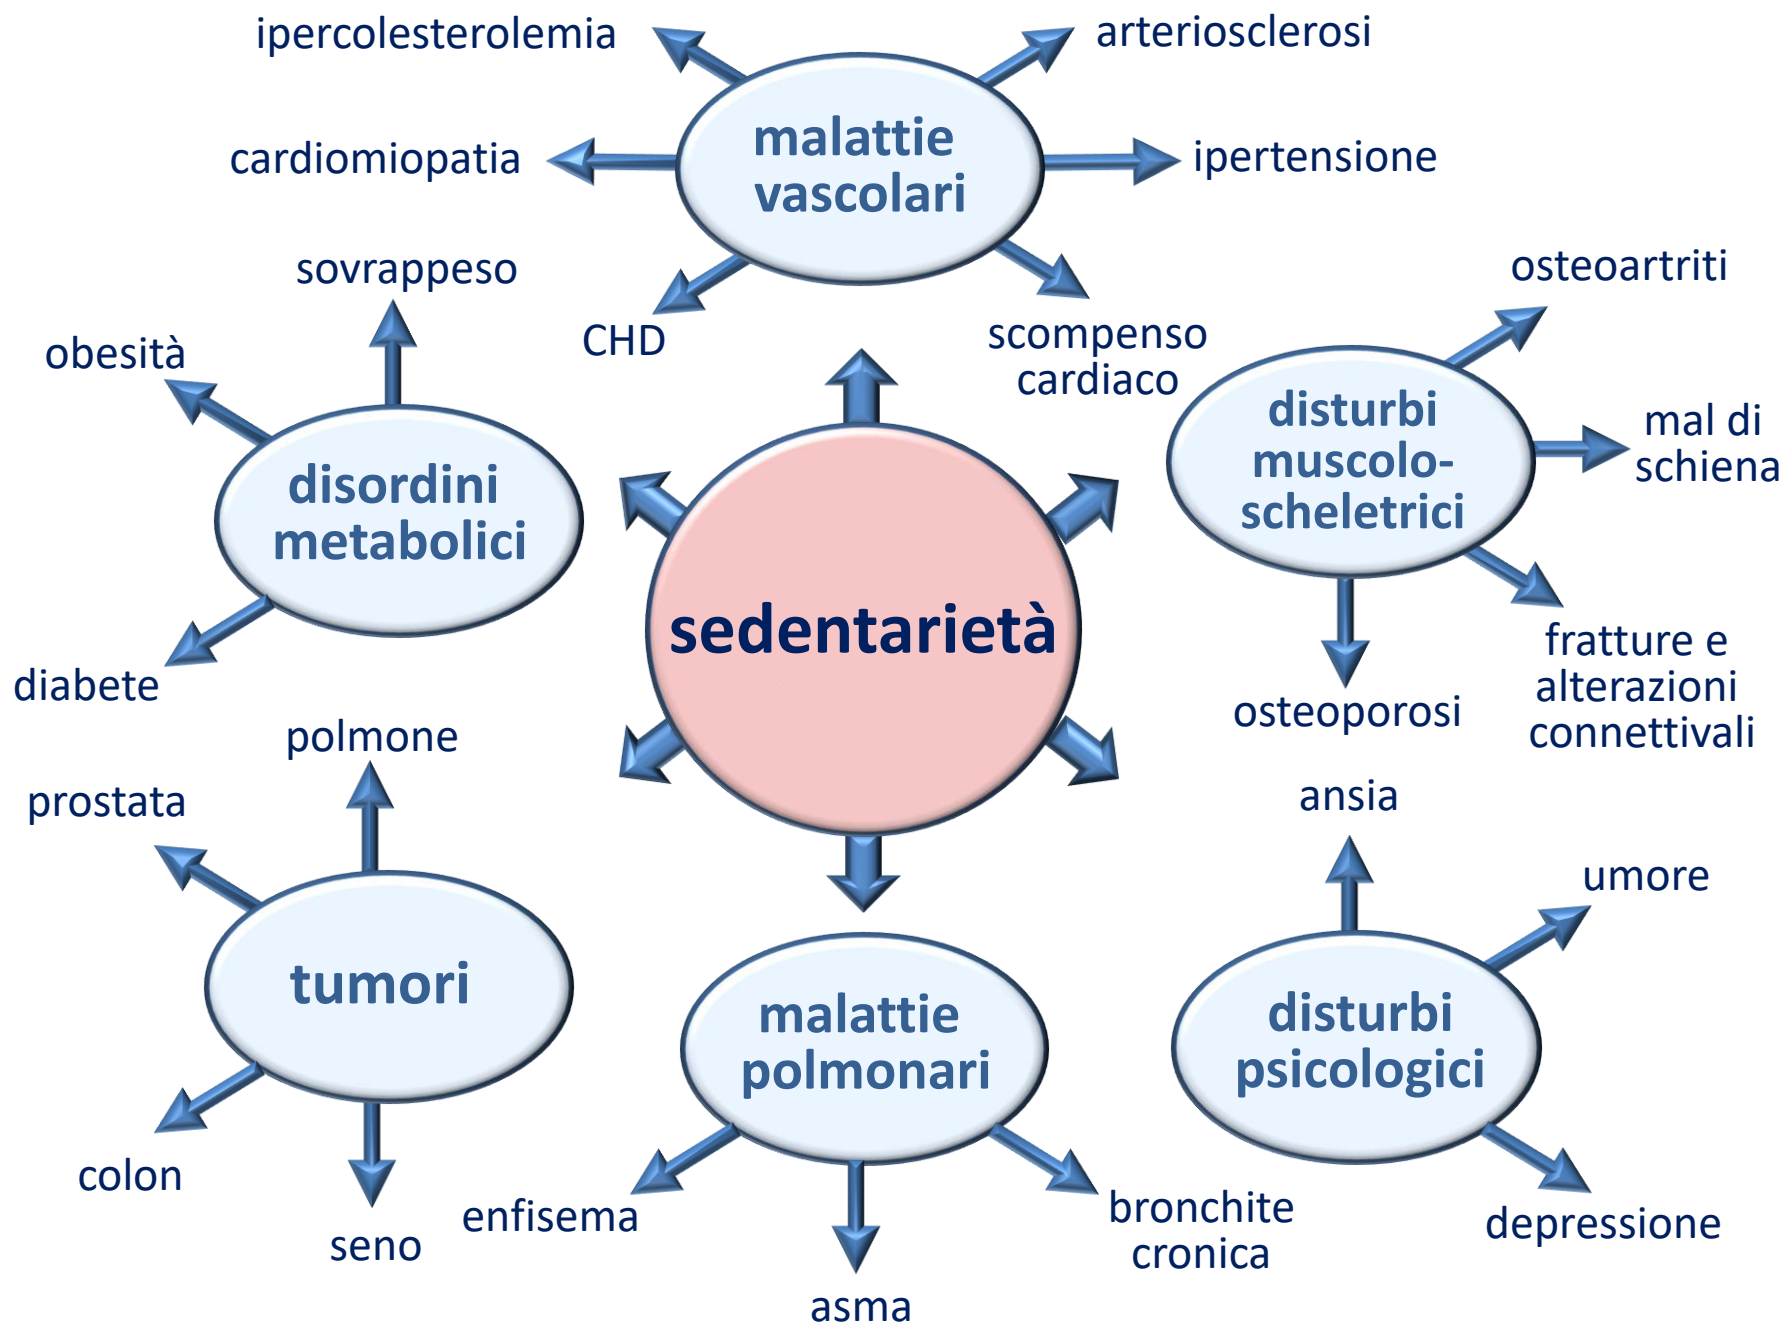 ipercolesterolemia
arteriosclerosi
malattie
vascolari
cardiomiopatia
ipertensione
CHD
scompenso
cardiaco
sovrappeso
obesità
disordini
metabolici
diabete
osteoartriti
disturbi
muscolo-
scheletrici
mal di
schiena
fratture e
alterazioni
connettivali
osteoporosi
sedentarietà
polmone
prostata
tumori
colon
seno
malattie
polmonari
enfisema
asma
bronchite
cronica
ansia
umore
disturbi
psicologici
depressione